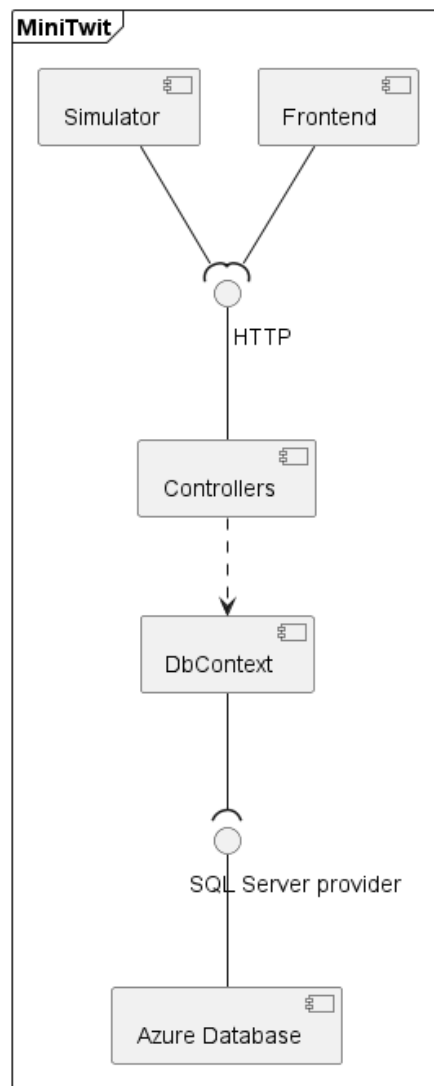 MiniTwit
Simulator
Frontend
HTTP
Controllers
DbContext
SQL Server provider
Azure Database